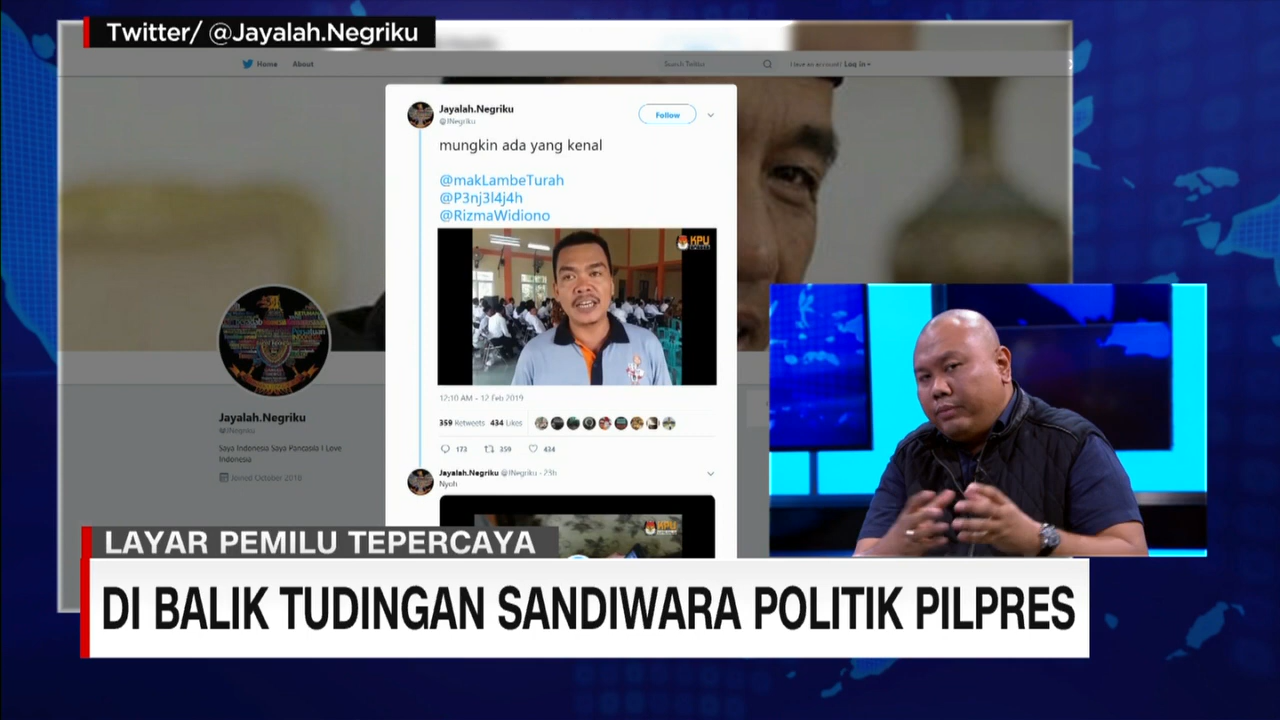 Twitter/ @Jayalah.Negriku
Home About
Search Twitter
Have an account? Log in
Jayalah.Negriku
@INegriku
Follow
mungkin ada yang kenal
@makLambeTurah
@P3nj3l4j4h
@RizmaWidiono
KPU
12:10 AM - 12 Feb 2019
359 Retweets 434 Likes
173 359 434
Jayalah.Negriku @INegriku · 23h
Nyoh
KPU
Jayalah.Negriku
@INegriku
Saya Indonesia Saya Pancasila I Love
Indonesia
Joined October 2018
LAYAR PEMILU TEPERCAYA
DI BALIK TUDINGAN SANDIWARA POLITIK PILPRES